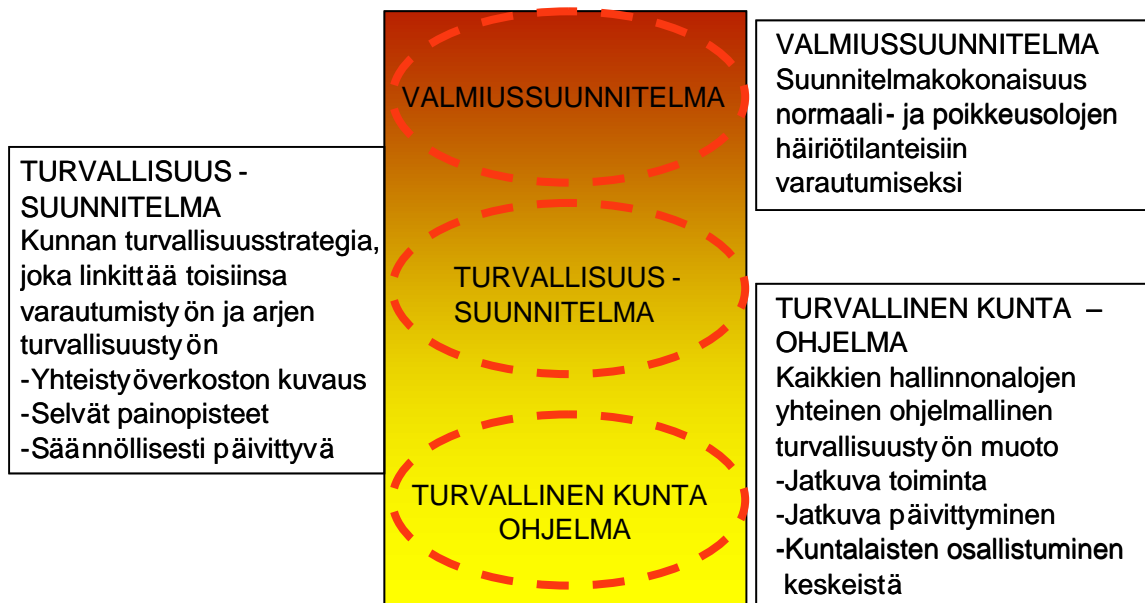 TURVALLISUUS -
SUUNNITELMA
Kunnan turvallisuusstrategia,
joka linkittää toisiinsa
varautumistyön ja arjen
turvallisuustyön
-Yhteistyöverkoston kuvaus
-Selvät painopisteet
-Säännöllisesti päivittyvä
VALMIUSSUUNNITELMA
TURVALLISUUS -
SUUNNITELMA
TURVALLINEN KUNTA
OHJELMA
VALMIUSSUUNNITELMA
Suunnitelmakokonaisuus
normaali- ja poikkeusolojen
häiriötilanteisiin
varautumiseksi
TURVALLINEN KUNTA –
OHJELMA
Kaikkien hallinnonalojen
yhteinen ohjelmallinen
turvallisuustyön muoto
-Jatkuva toiminta
-Jatkuva päivittyminen
-Kuntalaisten osallistuminen
keskeistä